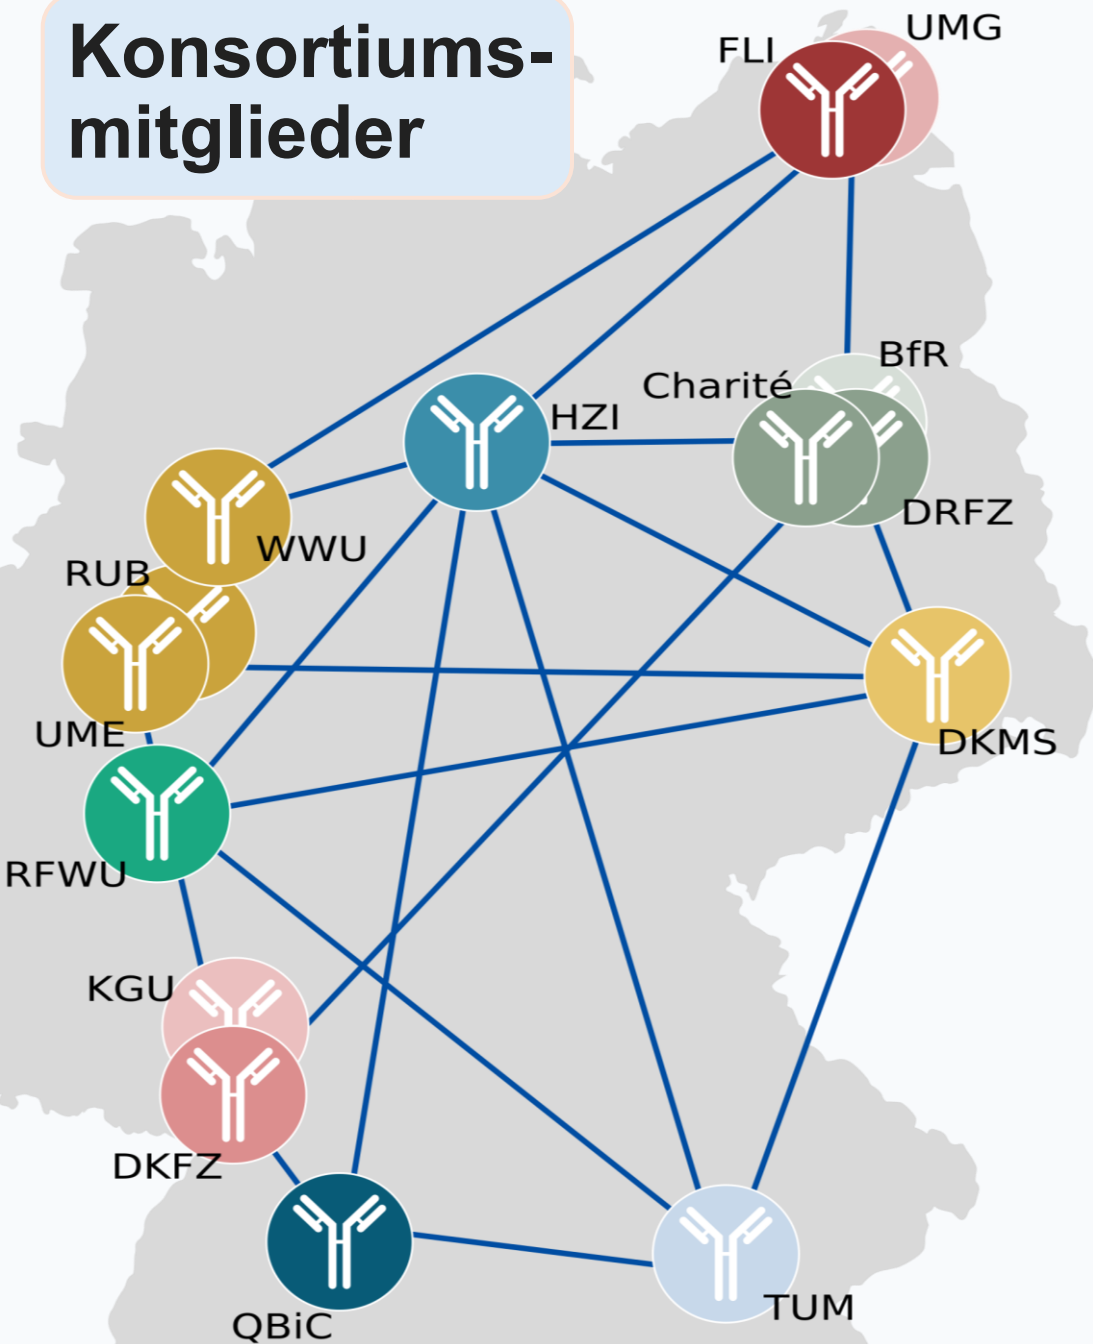 Konsortiums-
mitglieder
UMG
FLI
BfR
Charité
HZI
DRFZ
WWU
RUB
UME
DKMS
RFWU
KGU
DKFZ
TUM
QBiC